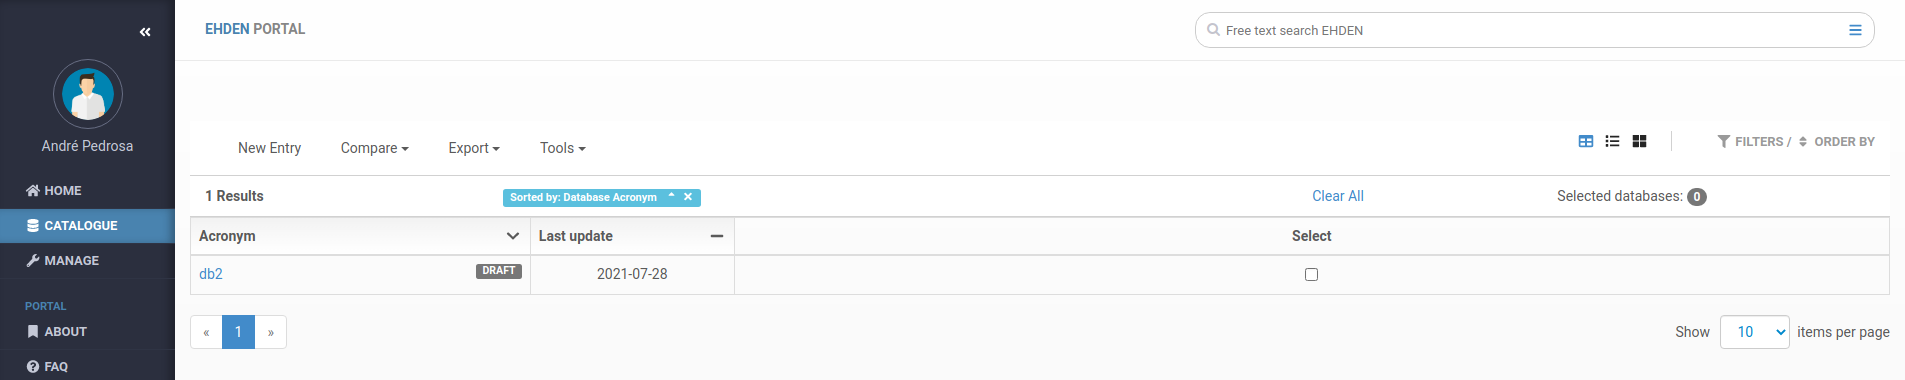 EHDEN PORTAL
Free text search EHDEN
André Pedrosa
HOME
CATALOGUE
MANAGE
PORTAL
ABOUT
FAQ
New Entry Compare Export Tools
FILTERS / ORDER BY
1 Results Sorted by: Database Acronym Clear All Selected databases: 0
Acronym Last update Select
db2 DRAFT 2021-07-28
« 1 » Show 10 items per page